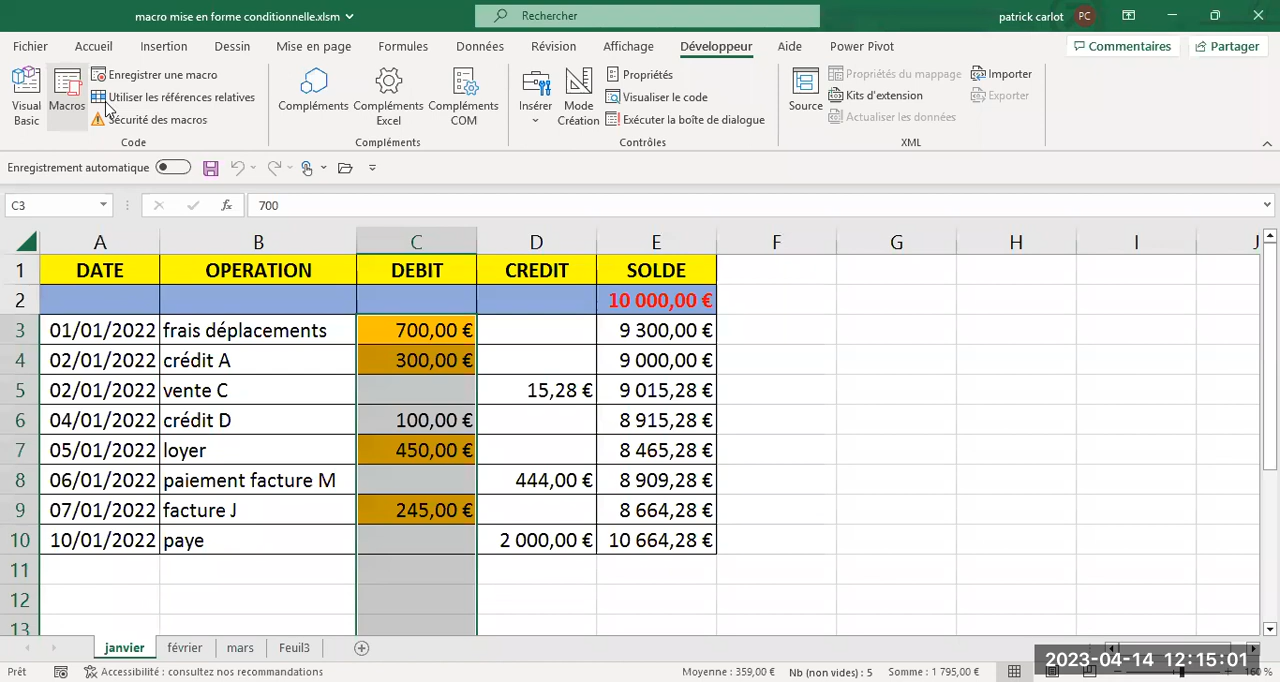 macro mise en forme conditionnelle.xlsm
Rechercher
patrick carlot PC
Fichier Accueil Insertion Dessin Mise en page Formules Données Révision Affichage Développeur Aide Power Pivot Commentaires Partager
Visual Basic
Macros
Enregistrer une macro
Utiliser les références relatives
Sécurité des macros
Code
Compléments
Compléments Excel
Compléments COM
Compléments
Insérer
Mode Création
Propriétés
Visualiser le code
Exécuter la boîte de dialogue
Contrôles
Source
Propriétés du mappage
Kits d'extension
Actualiser les données
Importer
Exporter
XML
Enregistrement automatique
C3 fx 700
A B C D E F G H I J
1 DATE OPERATION DEBIT CREDIT SOLDE
2 10 000,00 €
3 01/01/2022 frais déplacements 700,00 € 9 300,00 €
4 02/01/2022 crédit A 300,00 € 9 000,00 €
5 02/01/2022 vente C 15,28 € 9 015,28 €
6 04/01/2022 crédit D 100,00 € 8 915,28 €
7 05/01/2022 loyer 450,00 € 8 465,28 €
8 06/01/2022 paiement facture M 444,00 € 8 909,28 €
9 07/01/2022 facture J 245,00 € 8 664,28 €
10 10/01/2022 paye 2 000,00 € 10 664,28 €
11
12
13
janvier février mars Feuil3
Prêt Accessibilité : consultez nos recommandations Moyenne : 359,00 € Nb (non vides) : 5 Somme : 1 795,00 € 160 %
2023-04-14 12:15:01